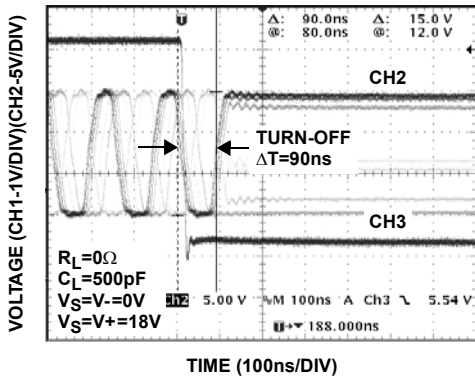 Δ: 90.0ns Δ: 15.0 V
@: 80.0ns @: 12.0 V
T
CH2
TURN-OFF
ΔT=90ns
CH3
RL=0Ω
CL=500pF
VS=V-=0V
VS=V+=18V
Ch2 5.00 V %M 100ns A Ch3 ↘ 5.54 V
T→▼ 188.000ns
VOLTAGE (CH1-1V/DIV)(CH2-5V/DIV)
TIME (100ns/DIV)